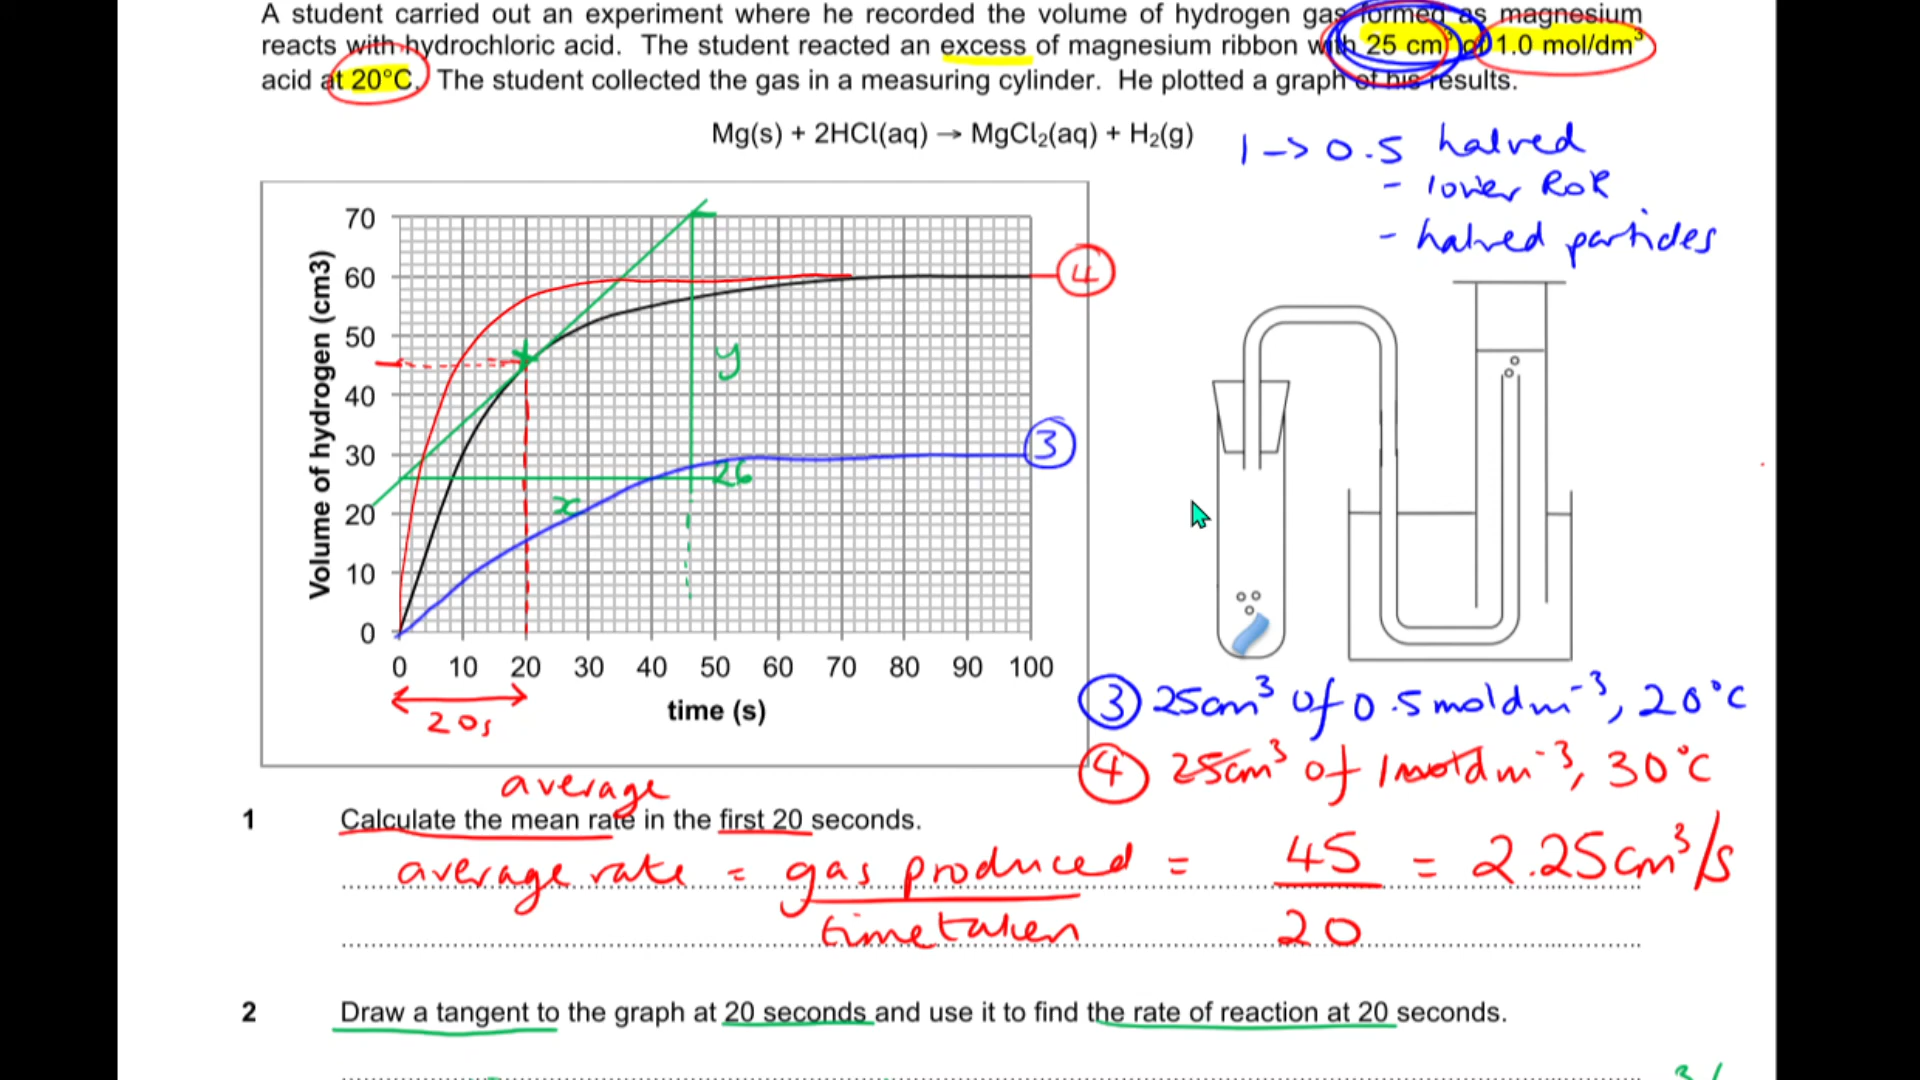 A student carried out an experiment where he recorded the volume of hydrogen gas formed as magnesium
reacts with hydrochloric acid. The student reacted an excess of magnesium ribbon with 25 cm³ of 1.0 mol/dm³
acid at 20°C. The student collected the gas in a measuring cylinder. He plotted a graph of his results.
Mg(s) + 2HCl(aq) → MgCl₂(aq) + H₂(g)
1 -> 0.5 halved
- lower RoR
- halved particles
Volume of hydrogen (cm3)
70
60
50
40
30
20
10
0
4
y
3
26
x
0 10 20 30 40 50 60 70 80 90 100
time (s)
20s
③ 25cm³ of 0.5 moldm⁻³, 20°C
④ 25cm³ of 1moldm⁻³, 30°C
average
1 Calculate the mean rate in the first 20 seconds.
average rate = gas produced = 45 = 2.25cm³/s
time taken 20
2 Draw a tangent to the graph at 20 seconds and use it to find the rate of reaction at 20 seconds.